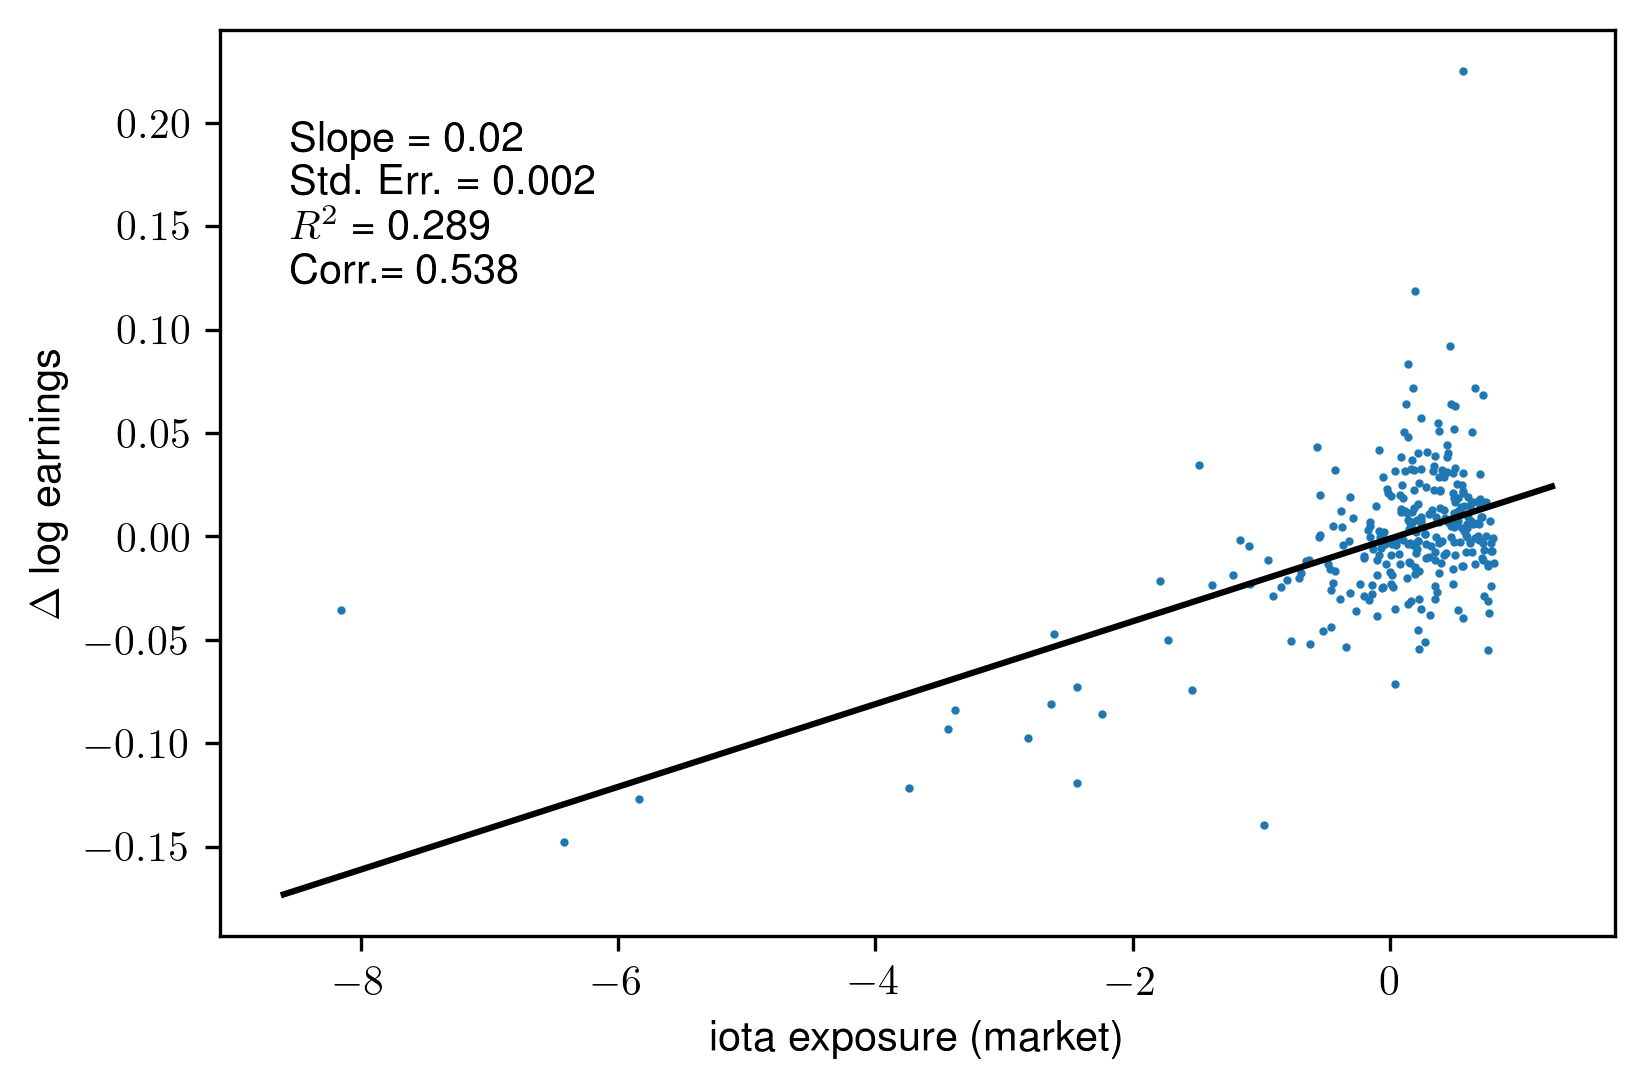 0.20
0.15
0.10
0.05
0.00
−0.05
−0.10
−0.15
Δ log earnings
Slope = 0.02
Std. Err. = 0.002
R² = 0.289
Corr.= 0.538
−8 −6 −4 −2 0
iota exposure (market)